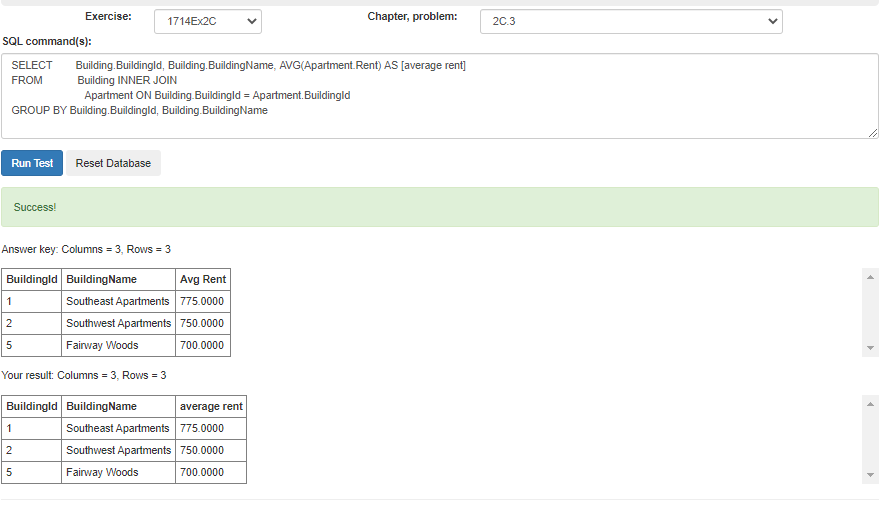 Exercise: 1714Ex2C Chapter, problem: 2C.3
SQL command(s):
SELECT Building.BuildingId, Building.BuildingName, AVG(Apartment.Rent) AS [average rent]
FROM Building INNER JOIN
Apartment ON Building.BuildingId = Apartment.BuildingId
GROUP BY Building.BuildingId, Building.BuildingName
Run Test Reset Database
Success!
Answer key: Columns = 3, Rows = 3
BuildingId BuildingName Avg Rent
1 Southeast Apartments 775.0000
2 Southwest Apartments 750.0000
5 Fairway Woods 700.0000
Your result: Columns = 3, Rows = 3
BuildingId BuildingName average rent
1 Southeast Apartments 775.0000
2 Southwest Apartments 750.0000
5 Fairway Woods 700.0000